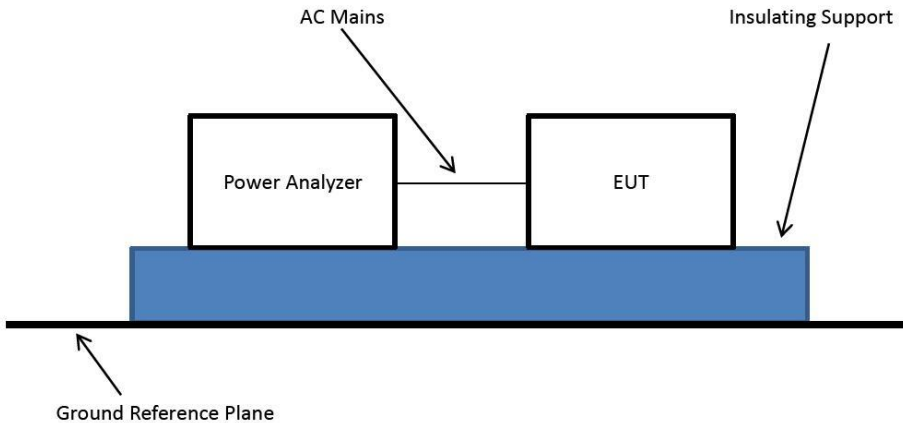 AC Mains
Insulating Support
Power Analyzer
EUT
Ground Reference Plane